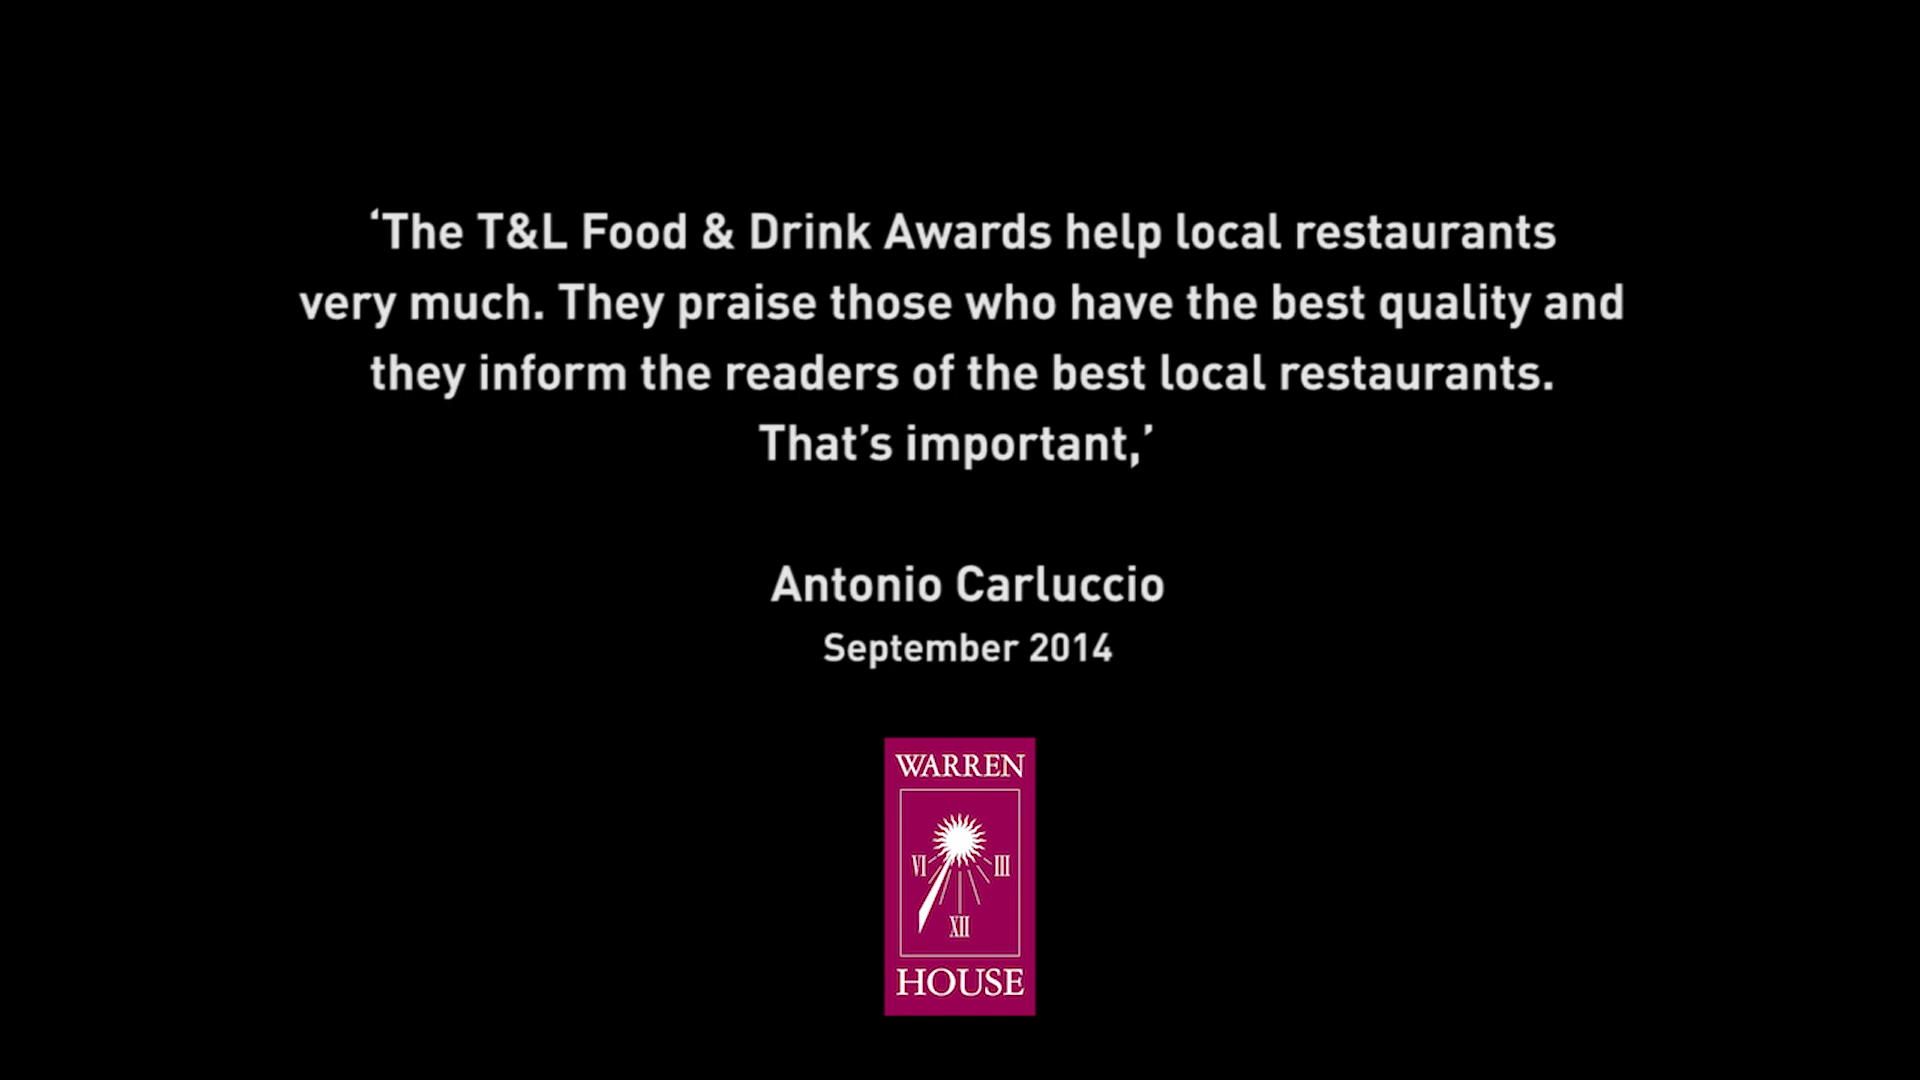 ‘The T&L Food & Drink Awards help local restaurants
very much. They praise those who have the best quality and
they inform the readers of the best local restaurants.
That’s important,’
Antonio Carluccio
September 2014
WARREN
VI III
XII
HOUSE